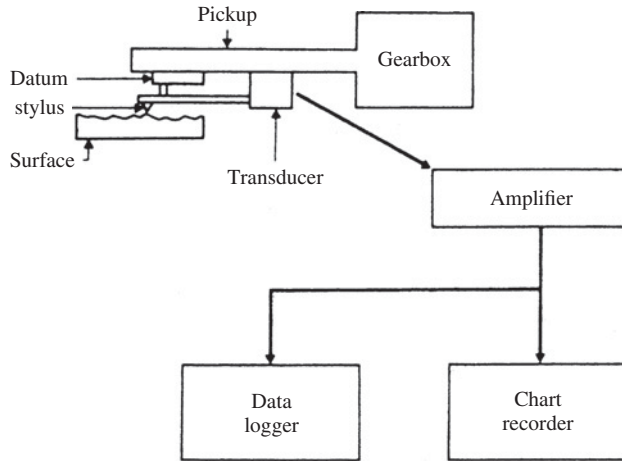 Pickup
Gearbox
Datum
stylus
Surface
Transducer
Amplifier
Data
logger
Chart
recorder